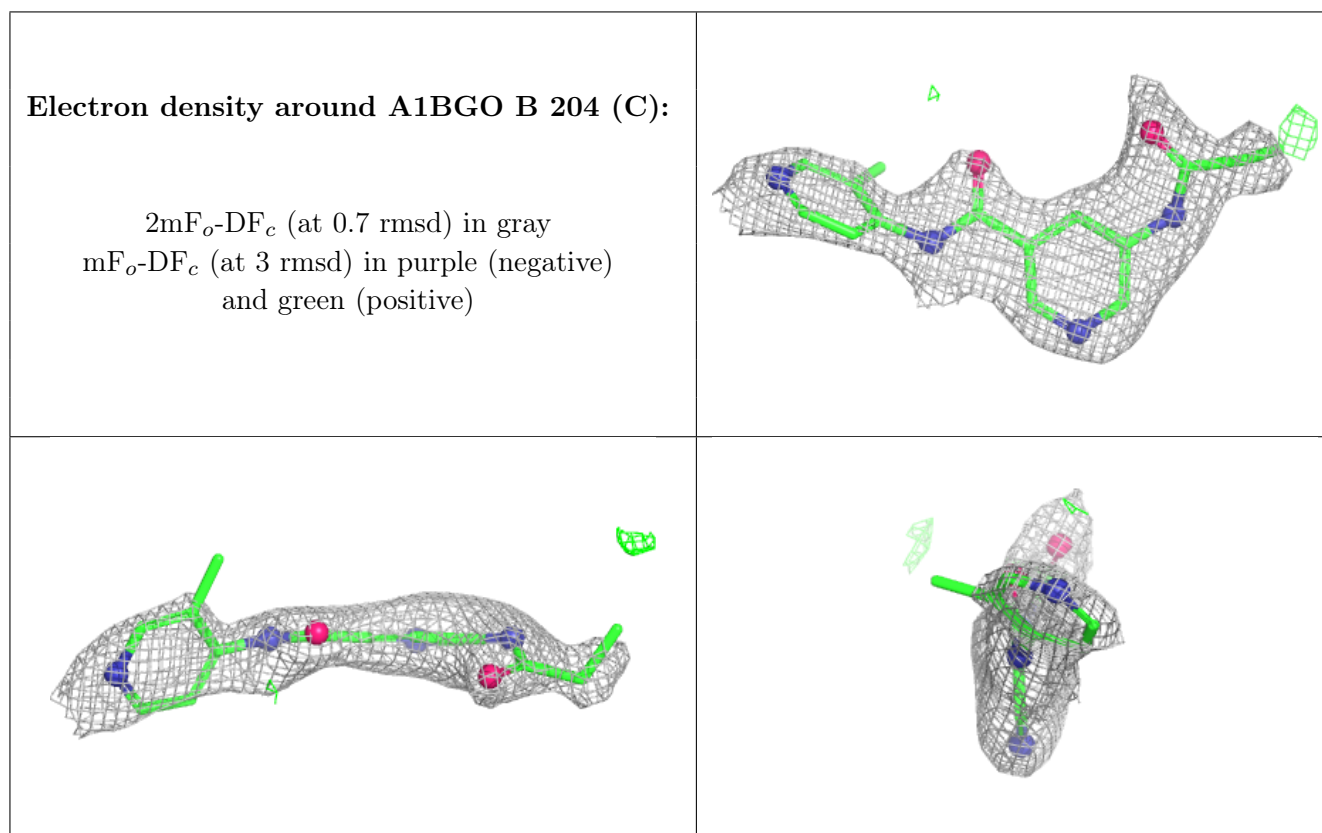 Electron density around A1BGO B 204 (C):
2mFo-DFc (at 0.7 rmsd) in gray
mFo-DFc (at 3 rmsd) in purple (negative)
and green (positive)